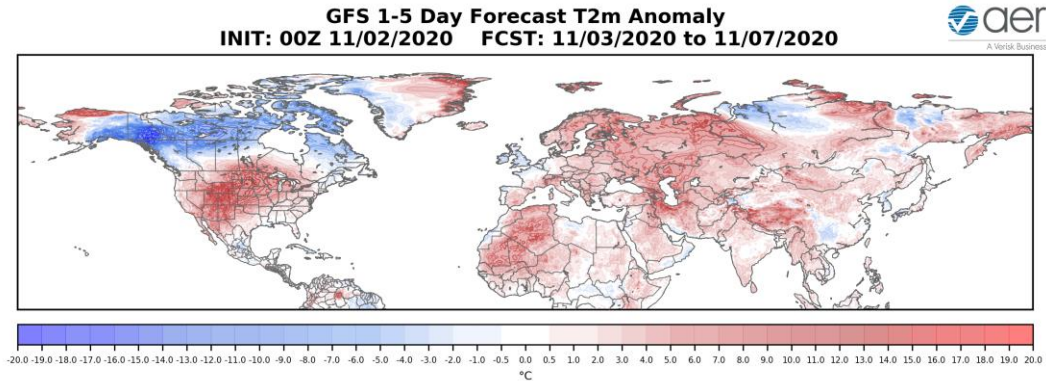 GFS 1-5 Day Forecast T2m Anomaly
INIT: 00Z 11/02/2020 FCST: 11/03/2020 to 11/07/2020
aer
A Verisk Business
-20.0 -19.0 -18.0 -17.0 -16.0 -15.0 -14.0 -13.0 -12.0 -11.0 -10.0 -9.0 -8.0 -7.0 -6.0 -5.0 -4.0 -3.0 -2.0 -1.0 -0.5 0.0 0.5 1.0 2.0 3.0 4.0 5.0 6.0 7.0 8.0 9.0 10.0 11.0 12.0 13.0 14.0 15.0 16.0 17.0 18.0 19.0 20.0
°C